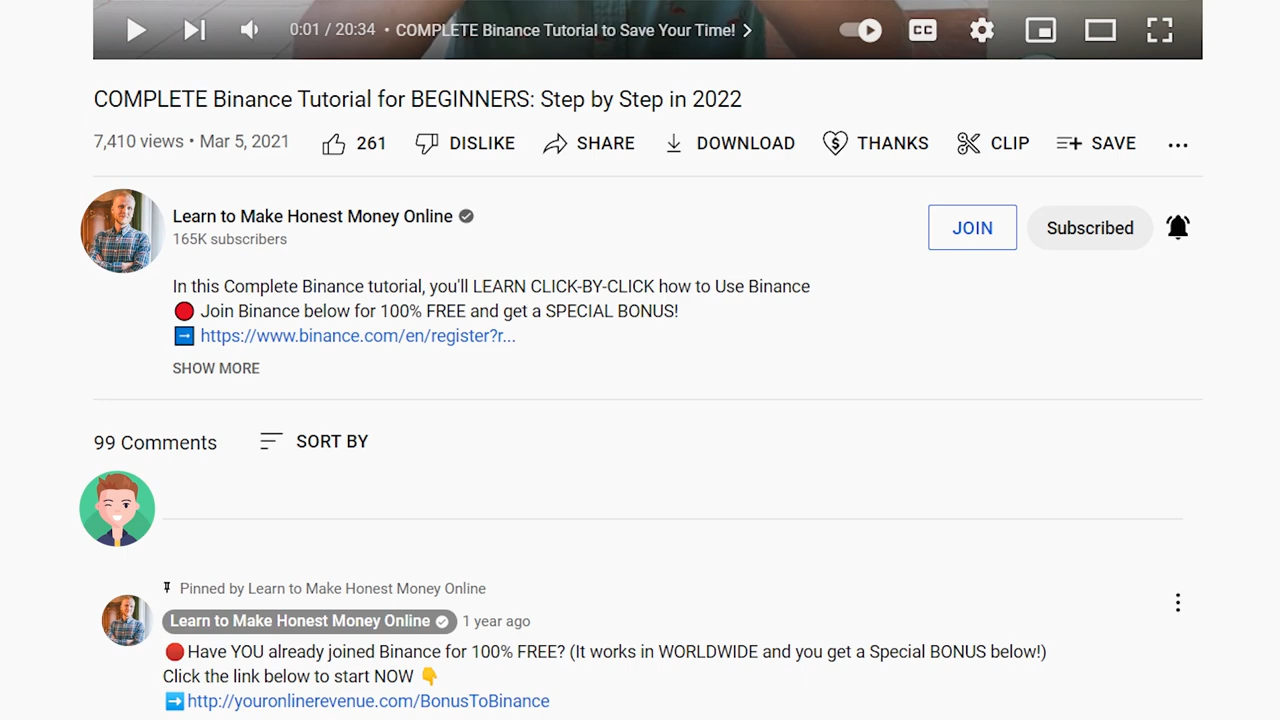 0:01 / 20:34 • COMPLETE Binance Tutorial to Save Your Time!
CC
COMPLETE Binance Tutorial for BEGINNERS: Step by Step in 2022
7,410 views • Mar 5, 2021 261 DISLIKE SHARE DOWNLOAD THANKS CLIP SAVE
Learn to Make Honest Money Online
165K subscribers
JOIN Subscribed
In this Complete Binance tutorial, you'll LEARN CLICK-BY-CLICK how to Use Binance
🔴 Join Binance below for 100% FREE and get a SPECIAL BONUS!
➡️ https://www.binance.com/en/register?r...
SHOW MORE
99 Comments SORT BY
Pinned by Learn to Make Honest Money Online
Learn to Make Honest Money Online 1 year ago
🔴Have YOU already joined Binance for 100% FREE? (It works in WORLDWIDE and you get a Special BONUS below!)
Click the link below to start NOW 👇
➡️http://youronlinerevenue.com/BonusToBinance